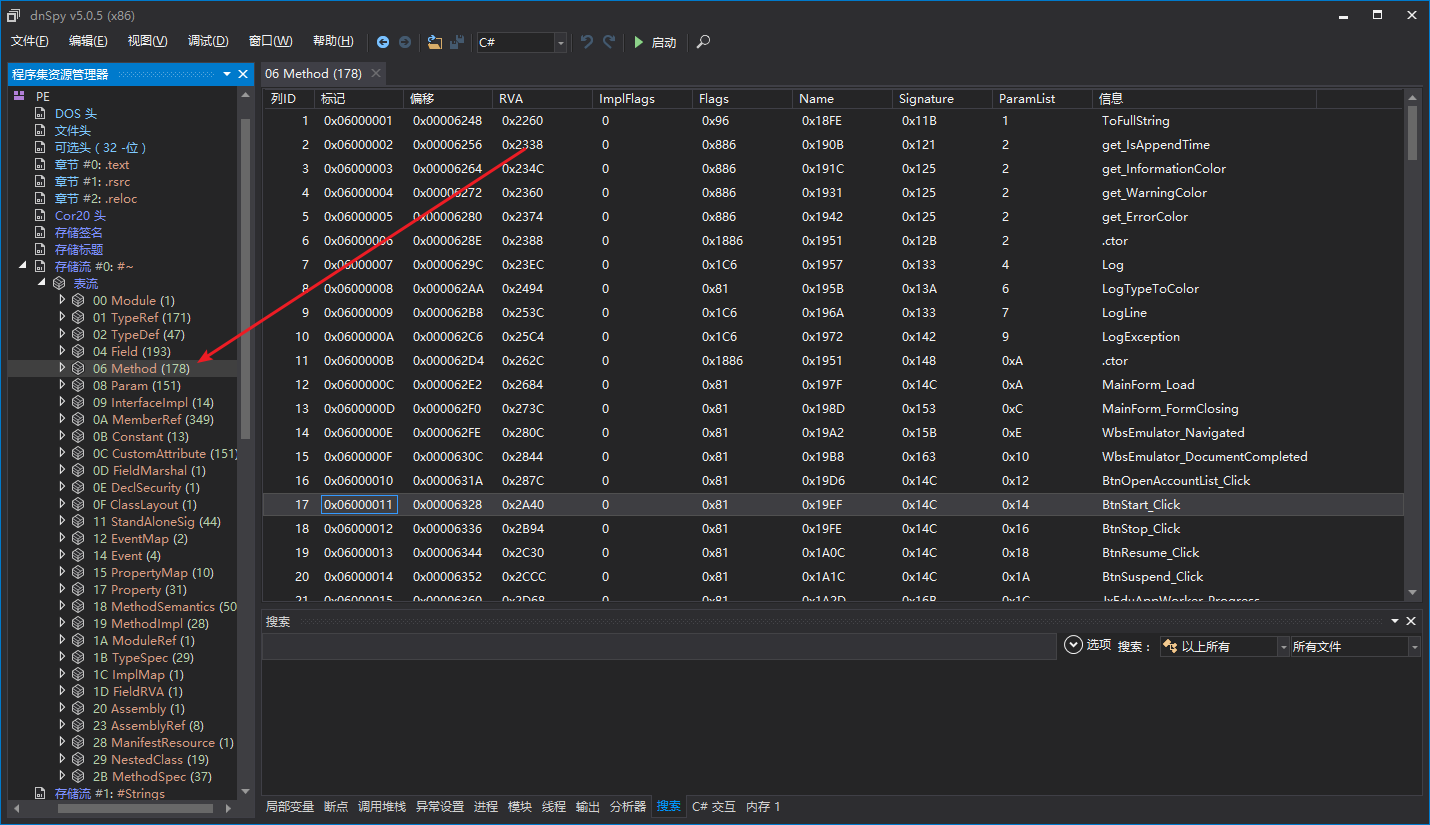 dnSpy v5.0.5 (x86)
文件(F) 编辑(E) 视图(V) 调试(D) 窗口(W) 帮助(H) C# 启动
程序集资源管理器
PE
DOS 头
文件头
可选头 ( 32 -位 )
章节 #0: .text
章节 #1: .rsrc
章节 #2: .reloc
Cor20 头
存储签名
存储标题
存储流 #0: #~
表流
00 Module (1)
01 TypeRef (171)
02 TypeDef (47)
04 Field (193)
06 Method (178)
08 Param (151)
09 InterfaceImpl (14)
0A MemberRef (349)
0B Constant (13)
0C CustomAttribute (151)
0D FieldMarshal (1)
0E DeclSecurity (1)
0F ClassLayout (1)
11 StandAloneSig (44)
12 EventMap (2)
14 Event (4)
15 PropertyMap (10)
17 Property (31)
18 MethodSemantics (50
19 MethodImpl (28)
1A ModuleRef (1)
1B TypeSpec (29)
1C ImplMap (1)
1D FieldRVA (1)
20 Assembly (1)
23 AssemblyRef (8)
28 ManifestResource (1)
29 NestedClass (19)
2B MethodSpec (37)
存储流 #1: #Strings
06 Method (178)
列ID 标记 偏移 RVA ImplFlags Flags Name Signature ParamList 信息
1 0x06000001 0x00006248 0x2260 0 0x96 0x18FE 0x11B 1 ToFullString
2 0x06000002 0x00006256 0x2338 0 0x886 0x190B 0x121 2 get_IsAppendTime
3 0x06000003 0x00006264 0x234C 0 0x886 0x191C 0x125 2 get_InformationColor
4 0x06000004 0x00006272 0x2360 0 0x886 0x1931 0x125 2 get_WarningColor
5 0x06000005 0x00006280 0x2374 0 0x886 0x1942 0x125 2 get_ErrorColor
6 0x06000006 0x0000628E 0x2388 0 0x1886 0x1951 0x12B 2 .ctor
7 0x06000007 0x0000629C 0x23EC 0 0x1C6 0x1957 0x133 4 Log
8 0x06000008 0x000062AA 0x2494 0 0x81 0x195B 0x13A 6 LogTypeToColor
9 0x06000009 0x000062B8 0x253C 0 0x1C6 0x196A 0x133 7 LogLine
10 0x0600000A 0x000062C6 0x25C4 0 0x1C6 0x1972 0x142 9 LogException
11 0x0600000B 0x000062D4 0x262C 0 0x1886 0x1951 0x148 0xA .ctor
12 0x0600000C 0x000062E2 0x2684 0 0x81 0x197F 0x14C 0xA MainForm_Load
13 0x0600000D 0x000062F0 0x273C 0 0x81 0x198D 0x153 0xC MainForm_FormClosing
14 0x0600000E 0x000062FE 0x280C 0 0x81 0x19A2 0x15B 0xE WbsEmulator_Navigated
15 0x0600000F 0x0000630C 0x2844 0 0x81 0x19B8 0x163 0x10 WbsEmulator_DocumentCompleted
16 0x06000010 0x0000631A 0x287C 0 0x81 0x19D6 0x14C 0x12 BtnOpenAccountList_Click
17 0x06000011 0x00006328 0x2A40 0 0x81 0x19EF 0x14C 0x14 BtnStart_Click
18 0x06000012 0x00006336 0x2B94 0 0x81 0x19FE 0x14C 0x16 BtnStop_Click
19 0x06000013 0x00006344 0x2C30 0 0x81 0x1A0C 0x14C 0x18 BtnResume_Click
20 0x06000014 0x00006352 0x2CCC 0 0x81 0x1A1C 0x14C 0x1A BtnSuspend_Click
21 0x06000015 0x00006360 0x2D68 0 0x81 0x1A2D 0x16B 0x1C JxEduAppWorker_Progress
搜索
选项 搜索： 以上所有 所有文件
局部变量 断点 调用堆栈 异常设置 进程 模块 线程 输出 分析器 搜索 C# 交互 内存 1